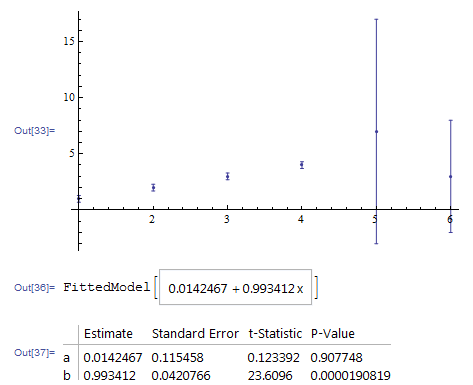 15
10
Out[33]=
5
2 3 4 5 6
Out[36]= FittedModel[ 0.0142467 + 0.993412 x ]
Estimate Standard Error t-Statistic P-Value
Out[37]= a 0.0142467 0.115458 0.123392 0.907748
b 0.993412 0.0420766 23.6096 0.0000190819